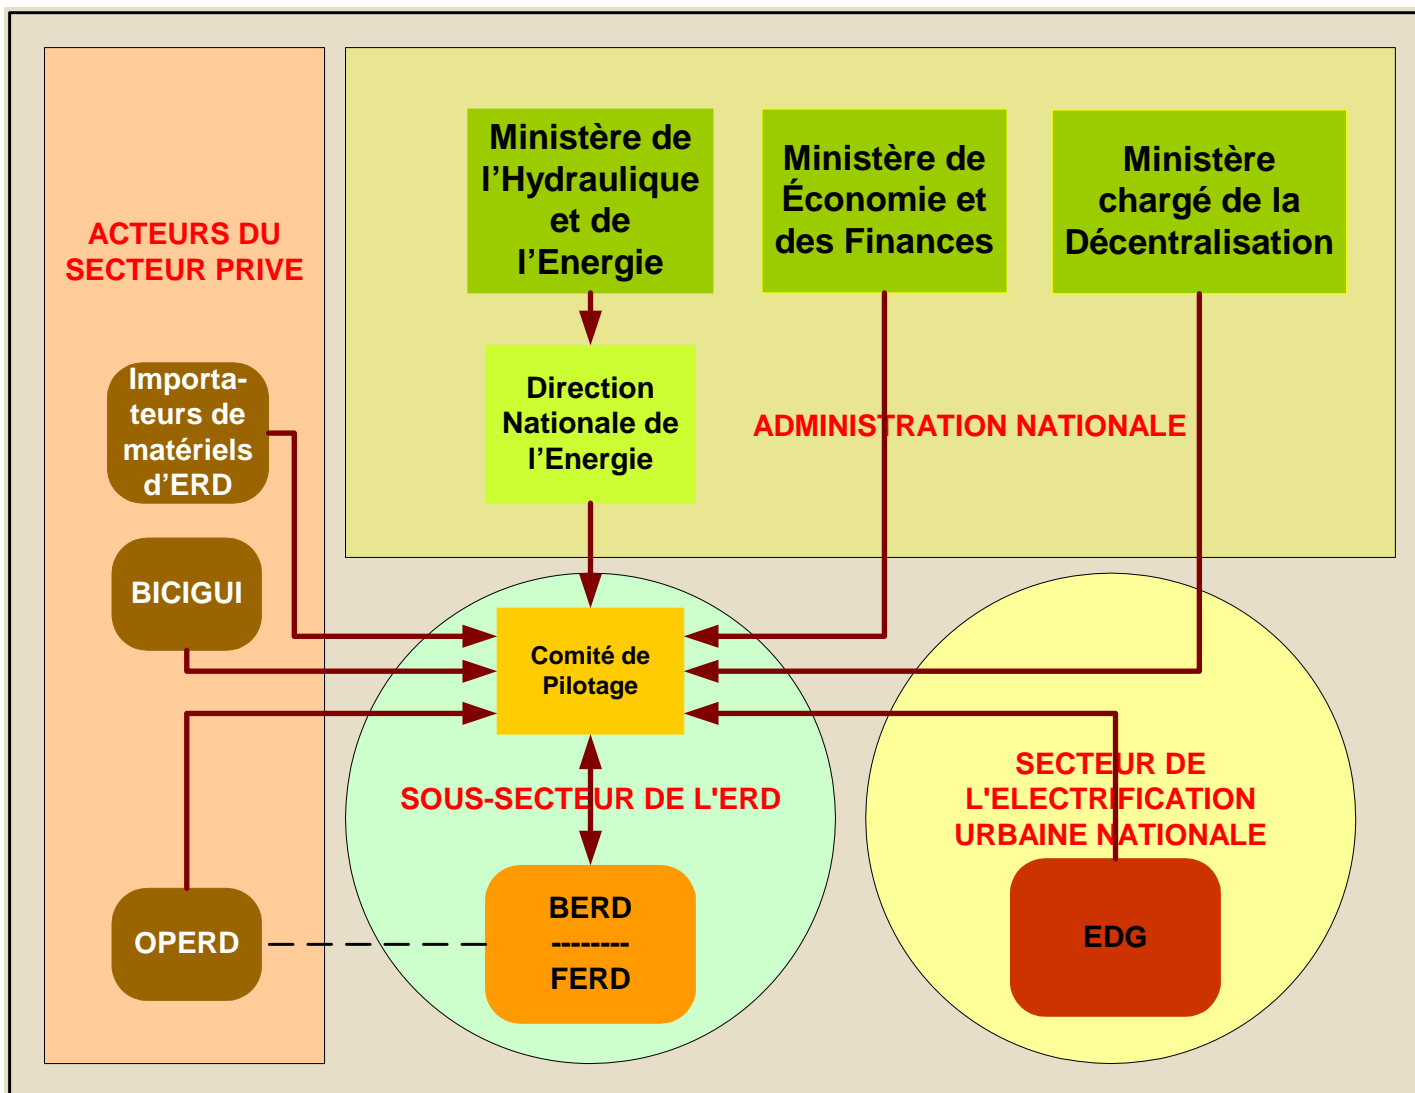 Ministère de
l’Hydraulique
et de
l’Energie
Ministère de
Économie et
des Finances
Ministère
chargé de la
Décentralisation
ACTEURS DU
SECTEUR PRIVE
Direction
Nationale de
l’Energie
ADMINISTRATION NATIONALE
Importa-
teurs de
matériels
d’ERD
BICIGUI
Comité de
Pilotage
SOUS-SECTEUR DE L'ERD
SECTEUR DE
L'ELECTRIFICATION
URBAINE NATIONALE
OPERD
BERD
--------
FERD
EDG